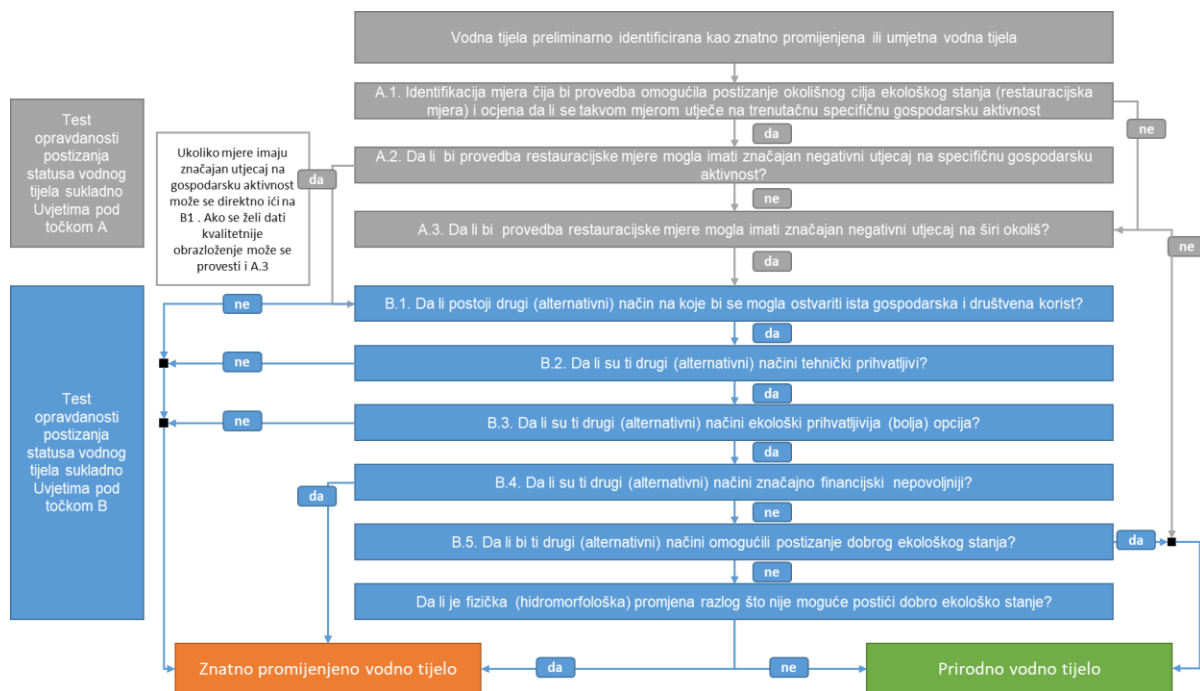 Vodna tijela preliminarno identificirana kao znatno promijenjena ili umjetna vodna tijela
Test
opravdanosti
postizanja
statusa vodnog
tijela sukladno
Uvjetima pod
točkom A
A.1. Identifikacija mjera čija bi provedba omogućila postizanje okolišnog cilja ekološkog stanja (restauracijska
mjera) i ocjena da li se takvom mjerom utječe na trenutačnu specifičnu gospodarsku aktivnost
ne
da
Ukoliko mjere imaju
značajan utjecaj na
gospodarsku aktivnost
može se direktno ići na
B1 . Ako se želi dati
kvalitetnije
obrazloženje može se
provesti i A.3
da
A.2. Da li bi provedba restauracijske mjere mogla imati značajan negativni utjecaj na specifičnu gospodarsku
aktivnost?
ne
A.3. Da li bi provedba restauracijske mjere mogla imati značajan negativni utjecaj na širi okoliš?
ne
da
Test
opravdanosti
postizanja
statusa vodnog
tijela sukladno
Uvjetima pod
točkom B
ne
B.1. Da li postoji drugi (alternativni) način na koje bi se mogla ostvariti ista gospodarska i društvena korist?
da
ne
B.2. Da li su ti drugi (alternativni) načini tehnički prihvatljivi?
da
ne
B.3. Da li su ti drugi (alternativni) načini ekološki prihvatljivija (bolja) opcija?
da
da
B.4. Da li su ti drugi (alternativni) načini značajno financijski nepovoljniji?
ne
B.5. Da li bi ti drugi (alternativni) načini omogućili postizanje dobrog ekološkog stanja?
da
ne
Da li je fizička (hidromorfološka) promjena razlog što nije moguće postići dobro ekološko stanje?
Znatno promijenjeno vodno tijelo
da
ne
Prirodno vodno tijelo